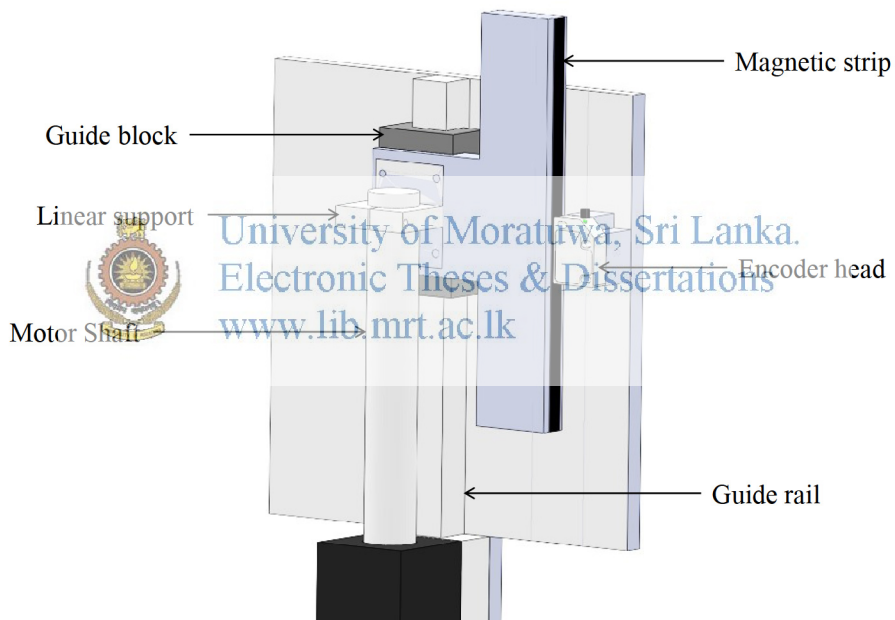 Magnetic strip
Guide block
Linear support
University of Moratuwa, Sri Lanka.
Electronic Theses & Dissertations
www.lib.mrt.ac.lk
Encoder head
Motor Shaft
Guide rail